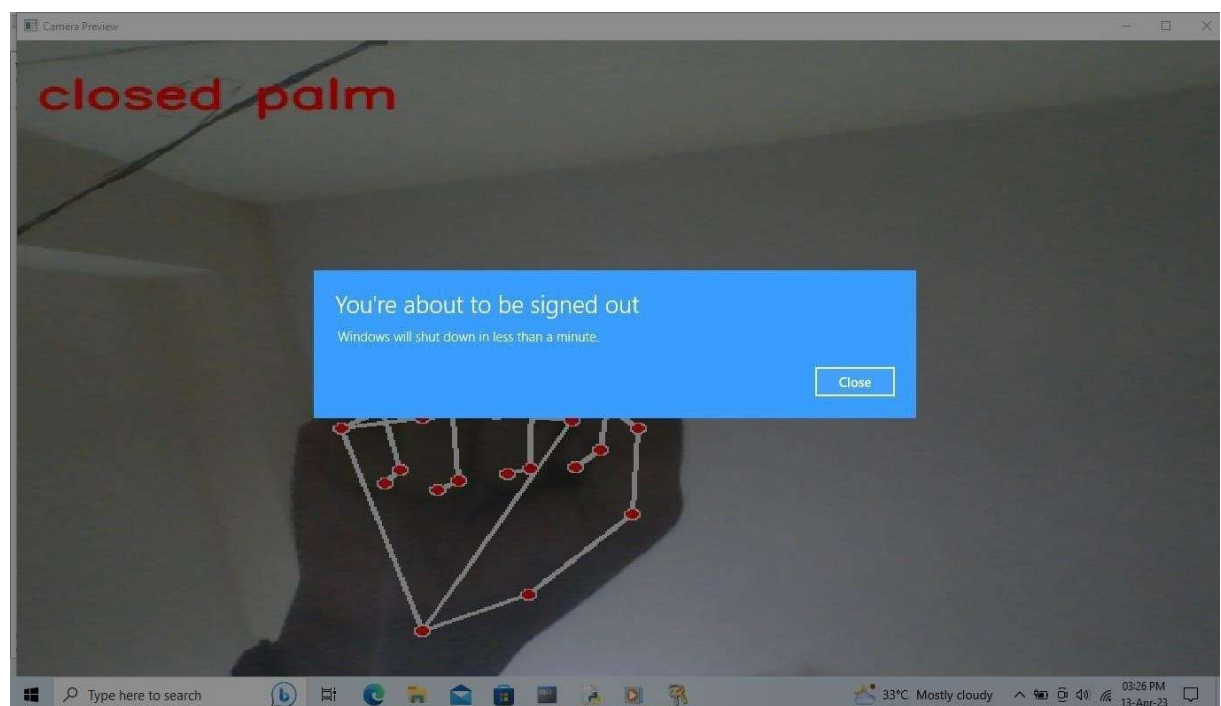 Camera Preview
closed palm
You're about to be signed out
Windows will shut down in less than a minute.
Close
Type here to search
33°C Mostly cloudy
03:26 PM
13-Apr-23